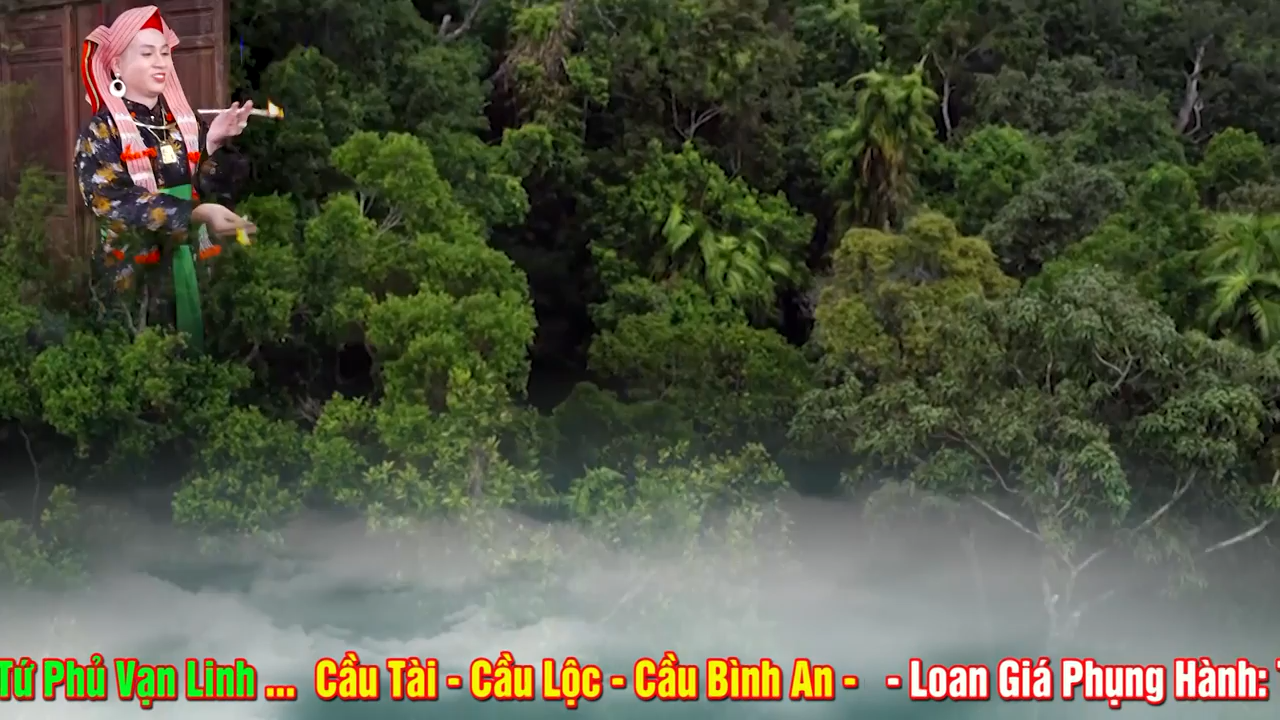 Tứ Phủ Vạn Linh ... Cầu Tài - Cầu Lộc - Cầu Bình An - - Loan Giá Phụng Hành: